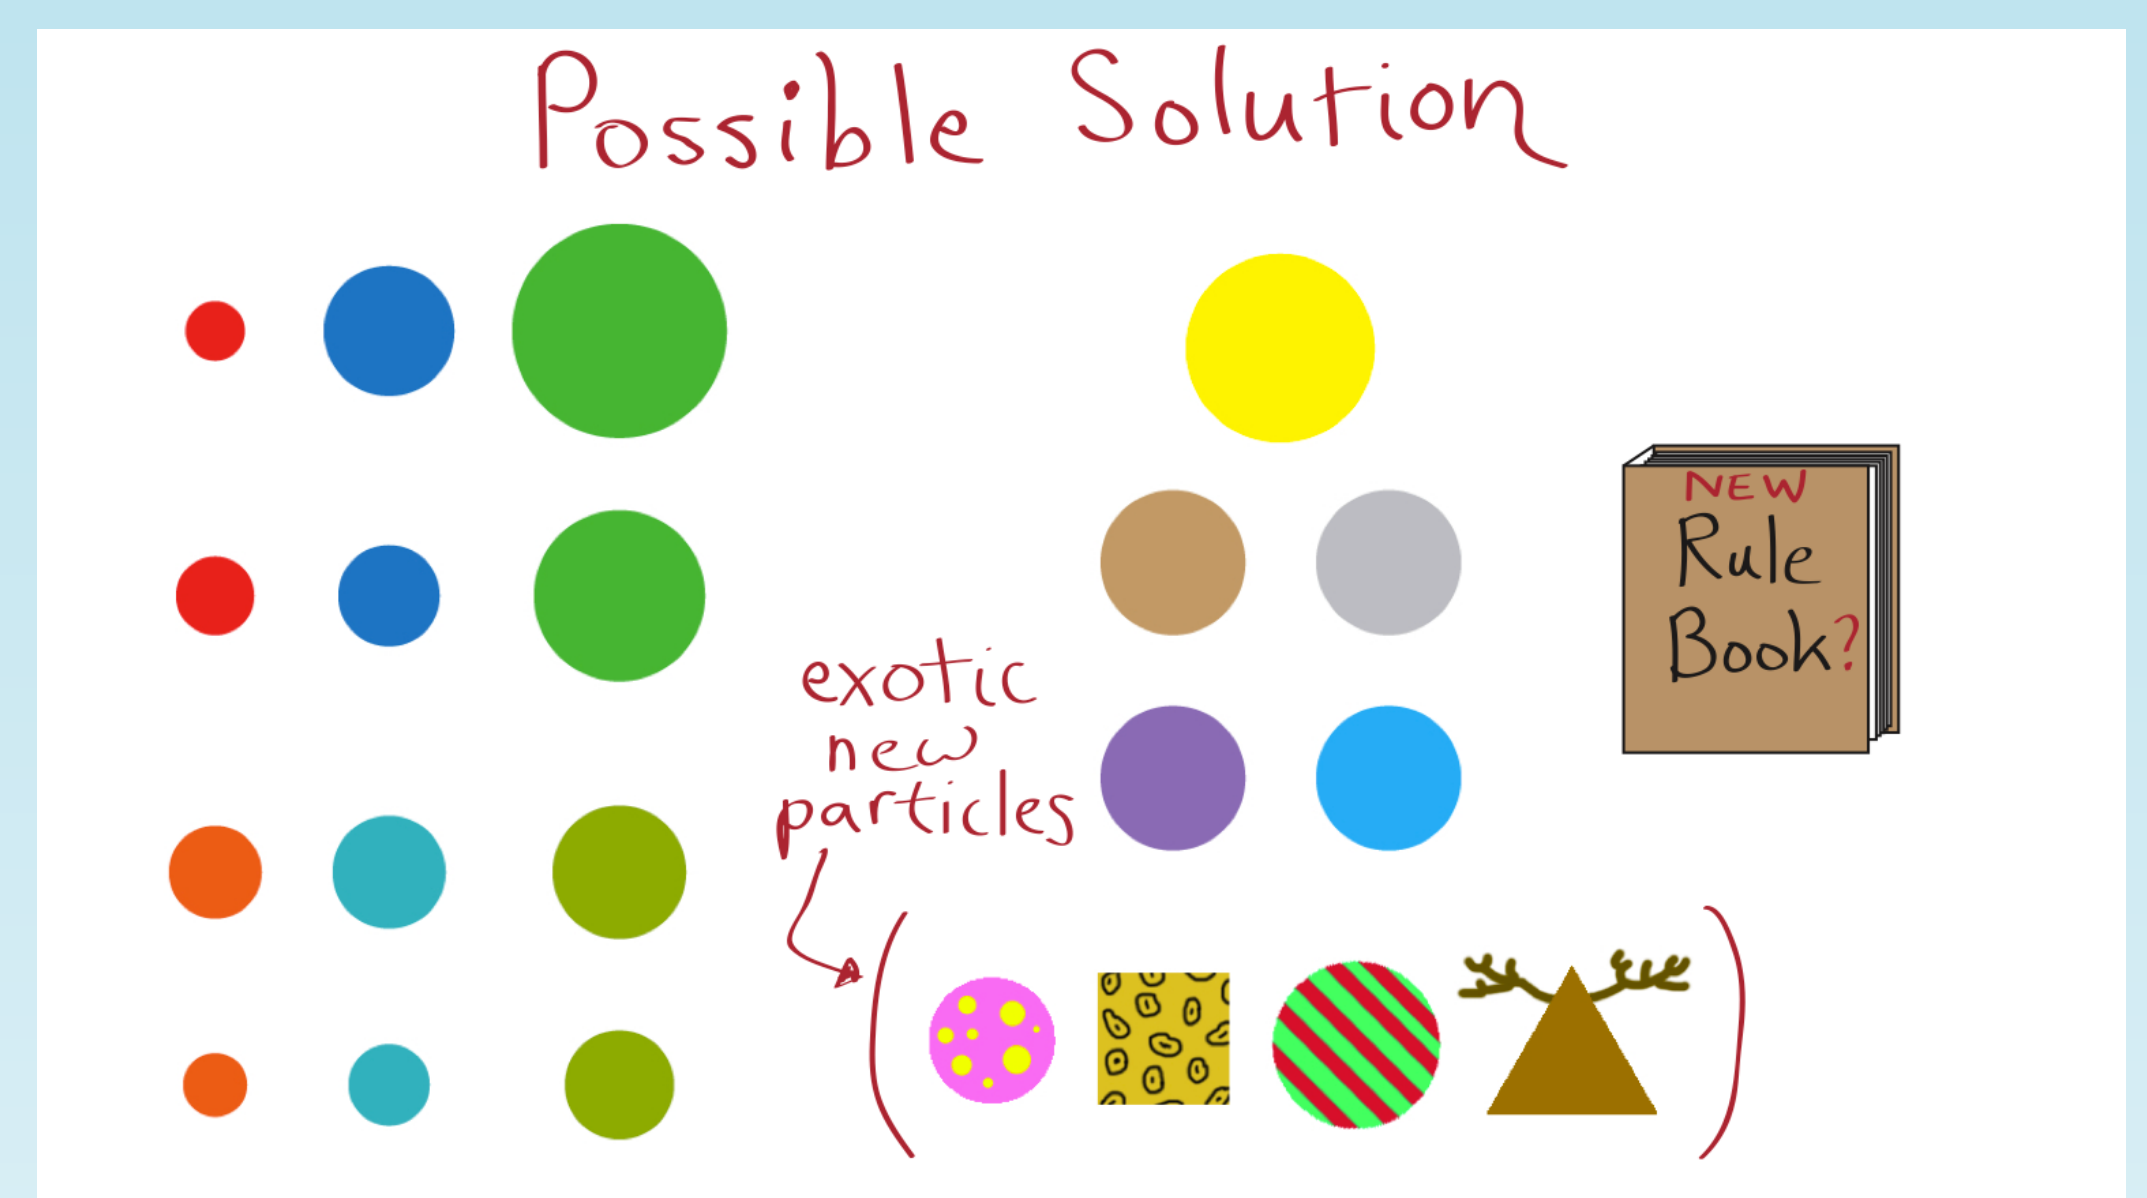 Possible Solution
NEW
Rule
Book?
exotic
new
particles